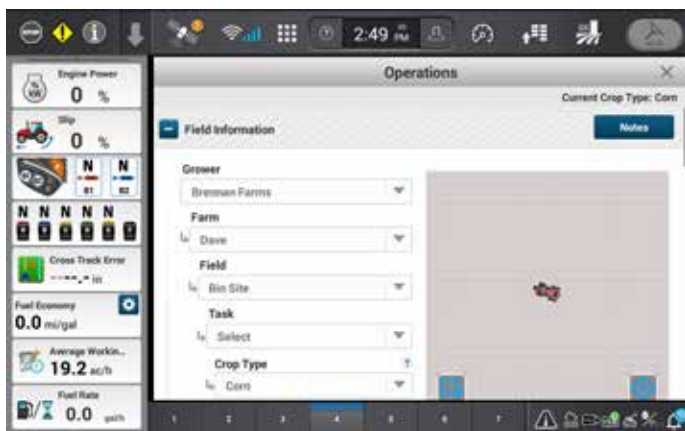 2:49 PM
Engine Power
0 %
Slip
0 %
N N
B1 B2
N N N N N N
Cross Track Error
---.- in
Fuel Economy
0.0 mi/gal
Average Workin...
19.2 ac/h
Fuel Rate
0.0 gal/h
Operations
Current Crop Type: Corn
Field Information
Notes
Grower
Brennan Farms
Farm
Dave
Field
Bin Site
Task
Select
Crop Type
?
Corn
1 2 3 4 5 6 7